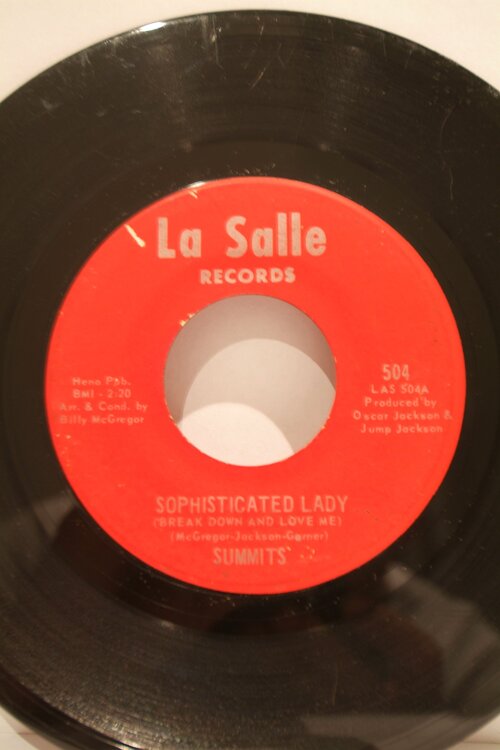 La Salle
RECORDS
Hena Pub.
BMI - 2:20
Arr. & Cond. by
Billy McGregor
504
LAS 504A
Produced by
Oscar Jackson &
Jump Jackson
SOPHISTICATED LADY
(BREAK DOWN AND LOVE ME)
(McGregor-Jackson-Garner)
SUMMITS